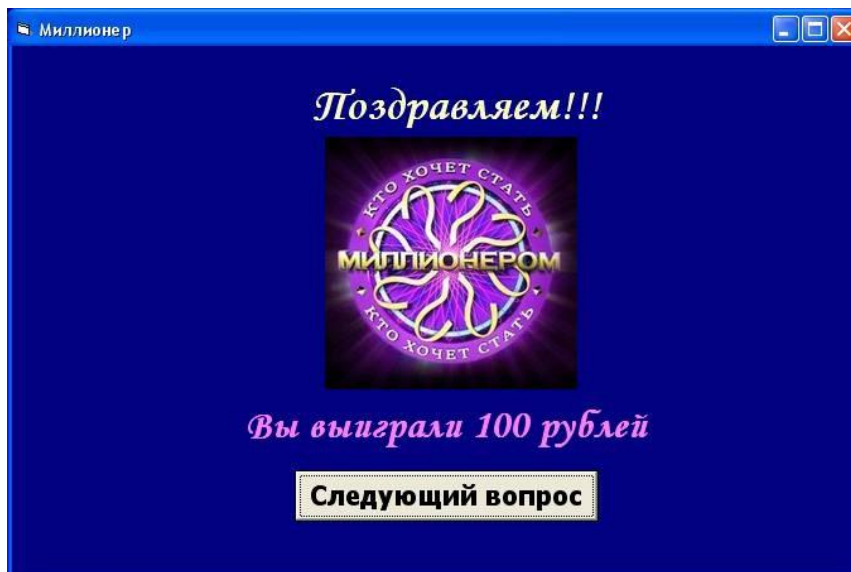 Миллионер
Поздравляем!!!
КТО ХОЧЕТ СТАТЬ
МИЛЛИОНЕРОМ
КТО ХОЧЕТ СТАТЬ
Вы выиграли 100 рублей
Следующий вопрос